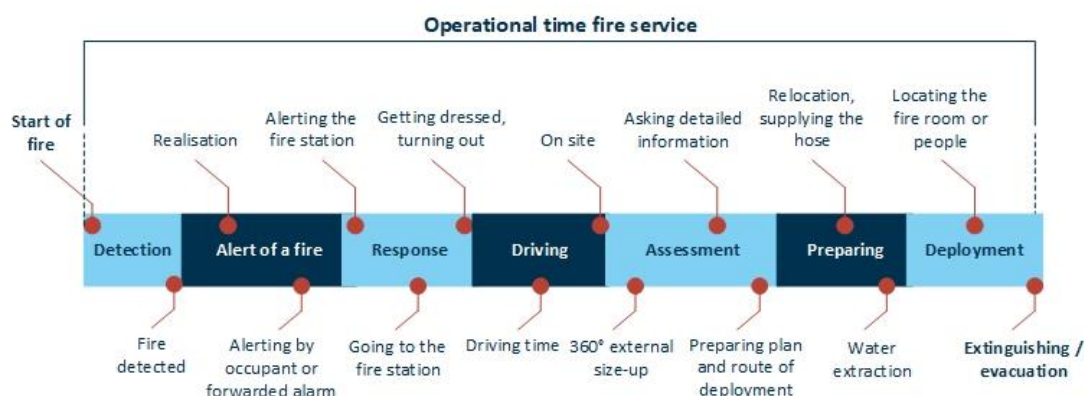 Operational time fire service
Start of
fire
Realisation
Alerting the
fire station
Getting dressed,
turning out
On site
Asking detailed
information
Relocation,
supplying the
hose
Locating the
fire room or
people
Detection
Alert of a fire
Response
Driving
Assessment
Preparing
Deployment
Fire
detected
Alerting by
occupant or
forwarded alarm
Going to the
fire station
Driving time
360° external
size-up
Preparing plan
and route of
deployment
Water
extraction
Extinguishing /
evacuation